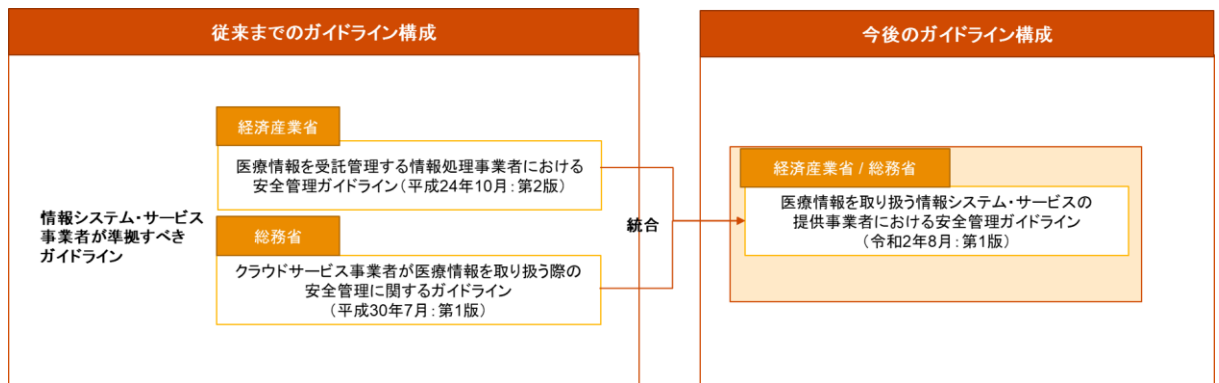 従来までのガイドライン構成
情報システム・サービス
事業者が準拠すべき
ガイドライン
経済産業省
医療情報を受託管理する情報処理事業者における
安全管理ガイドライン（平成24年10月：第2版）
総務省
クラウドサービス事業者が医療情報を取り扱う際の
安全管理に関するガイドライン
（平成30年7月：第1版）
統合
今後のガイドライン構成
経済産業省 / 総務省
医療情報を取り扱う情報システム・サービスの
提供事業者における安全管理ガイドライン
（令和2年8月：第1版）